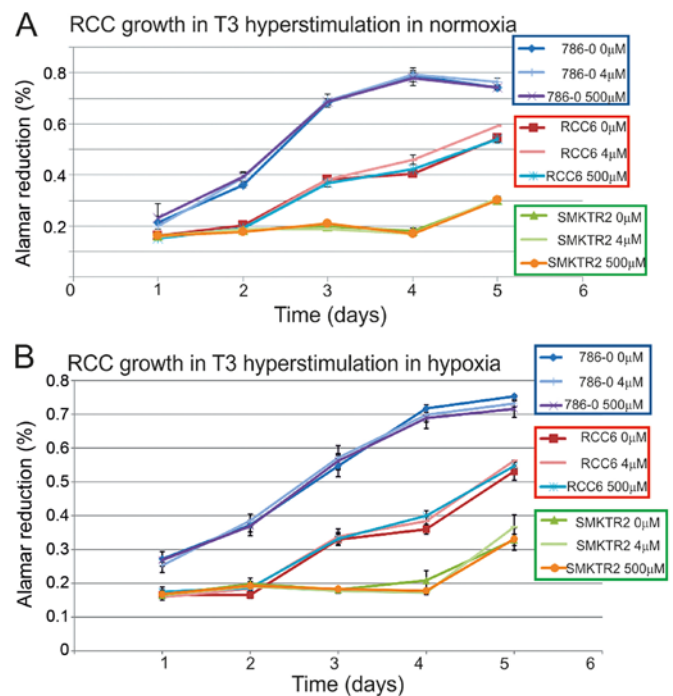 A RCC growth in T3 hyperstimulation in normoxia
786-0 0μM
786-0 4μM
786-0 500μM
RCC6 0μM
RCC6 4μM
RCC6 500μM
SMKTR2 0μM
SMKTR2 4μM
SMKTR2 500μM
Alamar reduction (%)
0.8
0.6
0.4
0.2
0 1 2 3 4 5 6
Time (days)
B RCC growth in T3 hyperstimulation in hypoxia
786-0 0μM
786-0 4μM
786-0 500μM
RCC6 0μM
RCC6 4μM
RCC6 500μM
SMKTR2 0μM
SMKTR2 4μM
SMKTR2 500μM
Alamar reduction (%)
0.8
0.7
0.6
0.5
0.4
0.3
0.2
0.1
0
1 2 3 4 5 6
Time (days)